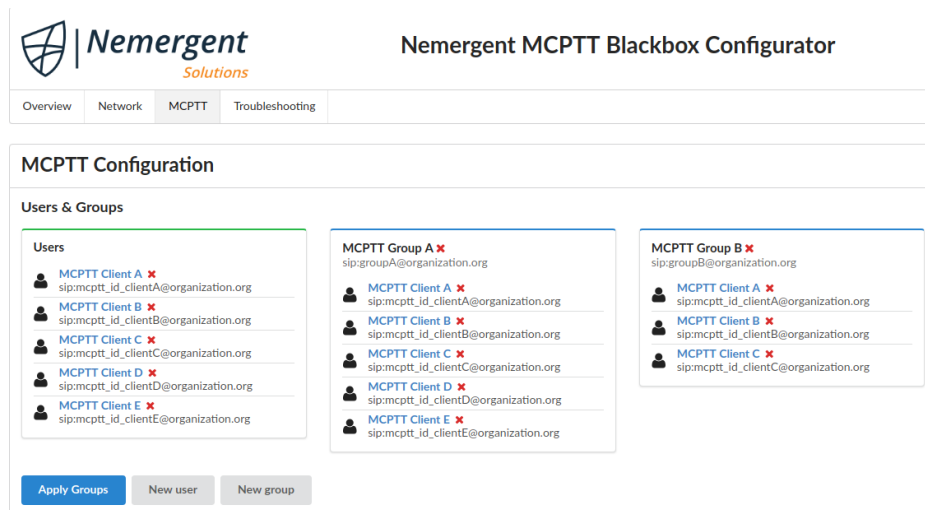 Nemergent
Solutions
Nemergent MCPTT Blackbox Configurator
Overview
Network
MCPTT
Troubleshooting
MCPTT Configuration
Users & Groups
Users
MCPTT Client A
sip:mcptt_id_clientA@organization.org
MCPTT Client B
sip:mcptt_id_clientB@organization.org
MCPTT Client C
sip:mcptt_id_clientC@organization.org
MCPTT Client D
sip:mcptt_id_clientD@organization.org
MCPTT Client E
sip:mcptt_id_clientE@organization.org
MCPTT Group A
sip:groupA@organization.org
MCPTT Client A
sip:mcptt_id_clientA@organization.org
MCPTT Client B
sip:mcptt_id_clientB@organization.org
MCPTT Client C
sip:mcptt_id_clientC@organization.org
MCPTT Client D
sip:mcptt_id_clientD@organization.org
MCPTT Client E
sip:mcptt_id_clientE@organization.org
MCPTT Group B
sip:groupB@organization.org
MCPTT Client A
sip:mcptt_id_clientA@organization.org
MCPTT Client B
sip:mcptt_id_clientB@organization.org
MCPTT Client C
sip:mcptt_id_clientC@organization.org
Apply Groups
New user
New group